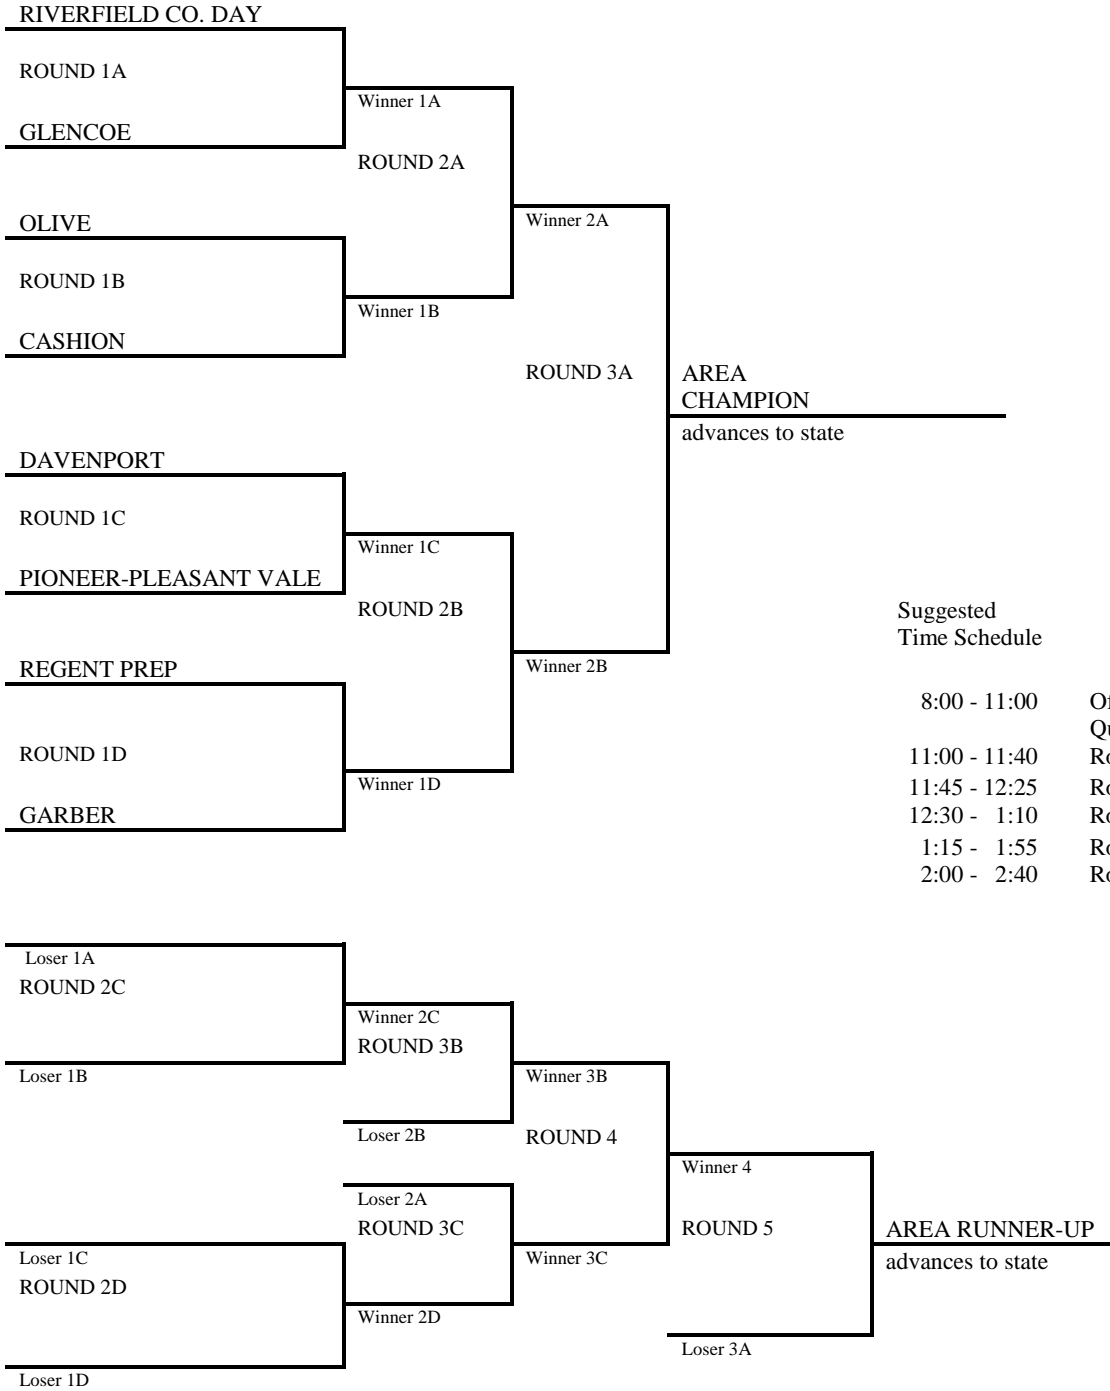 RIVERFIELD CO. DAY
ROUND 1A
Winner 1A
GLENCOE
ROUND 2A
OLIVE
Winner 2A
ROUND 1B
Winner 1B
CASHION
ROUND 3A
AREA
CHAMPION
advances to state
DAVENPORT
ROUND 1C
Winner 1C
PIONEER-PLEASANT VALE
ROUND 2B
Suggested
Time Schedule
REGENT PREP
Winner 2B
8:00 - 11:00
ROUND 1D
11:00 - 11:40
Winner 1D
11:45 - 12:25
GARBER
12:30 - 1:10
1:15 - 1:55
2:00 - 2:40
Loser 1A
ROUND 2C
Winner 2C
ROUND 3B
Loser 1B
Winner 3B
Loser 2B
ROUND 4
Winner 4
Loser 2A
ROUND 3C
ROUND 5
AREA RUNNER-UP
Loser 1C
Winner 3C
advances to state
ROUND 2D
Winner 2D
Loser 3A
Loser 1D